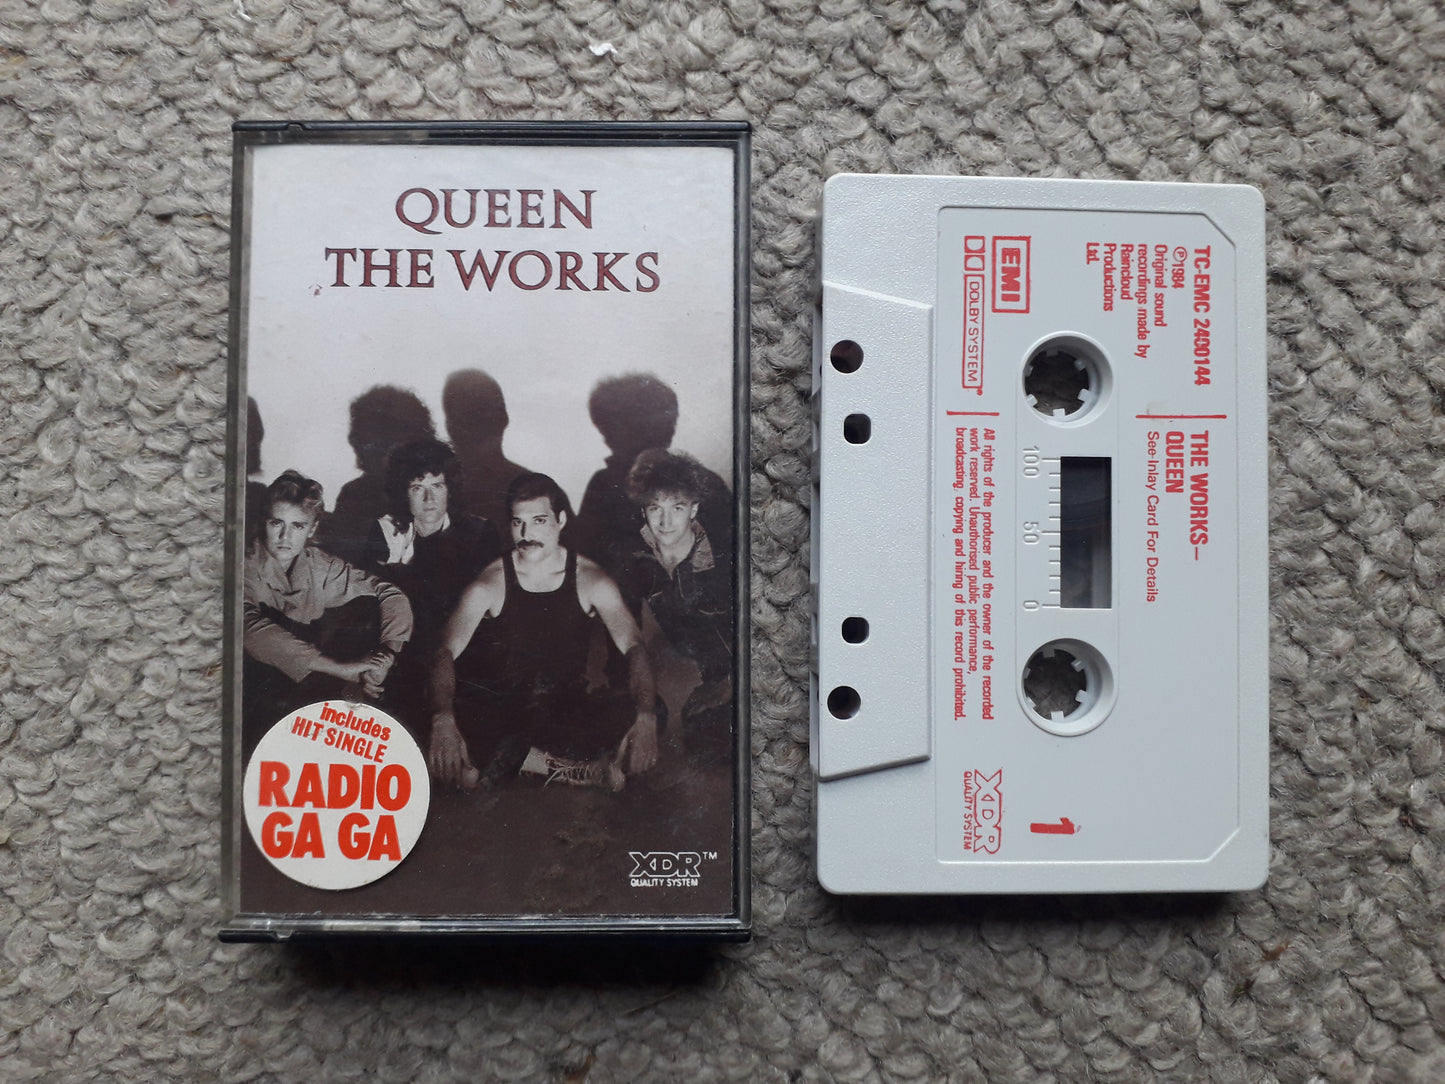 QUEEN
THE WORKS
includes
HIT SINGLE
RADIO
GA GA
XDR™
QUALITY SYSTEM
TC-EMC 2400144
℗1984
Original sound
recordings made by
Raincloud
Productions
Ltd.
EMI
DOLBY SYSTEM
THE WORKS–
QUEEN
See-Inlay Card For Details
100 50 0
All rights of the producer and the owner of the recorded
work reserved. Unauthorised public performance,
broadcasting, copying and hiring of this record prohibited.
XDR
QUALITY SYSTEM
1